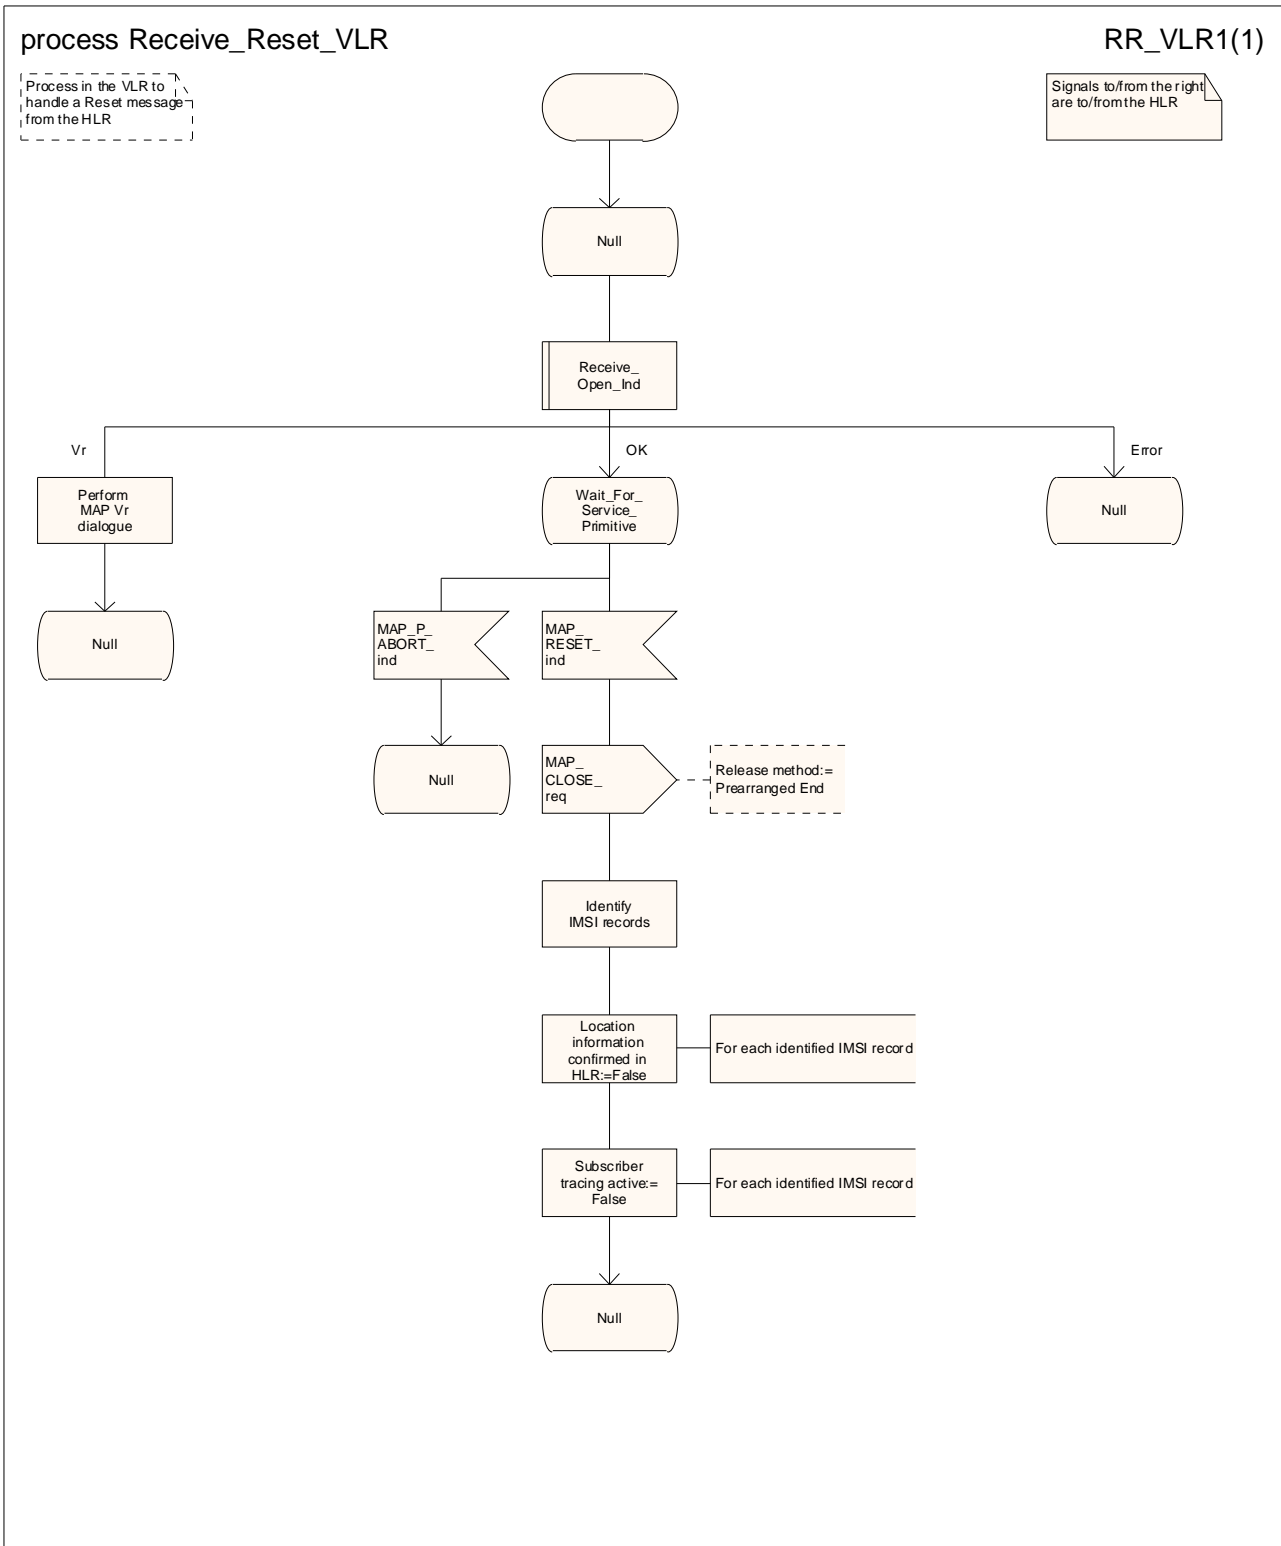 process Receive_Reset_VLR
RR_VLR1(1)
Process in the VLR to
handle a Reset message
from the HLR
Signals to/from the right
are to/from the HLR
Null
Receive_
Open_Ind
Vr
OK
Error
Perform
MAP Vr
dialogue
Wait_For_
Service_
Primitive
Null
Null
MAP_P_
ABORT_
ind
MAP_
RESET_
ind
Null
MAP_
CLOSE_
req
Release method:=
Prearranged End
Identify
IMSI records
Location
information
confirmed in
HLR:=False
For each identified IMSI record
Subscriber
tracing active:=
False
For each identified IMSI record
Null